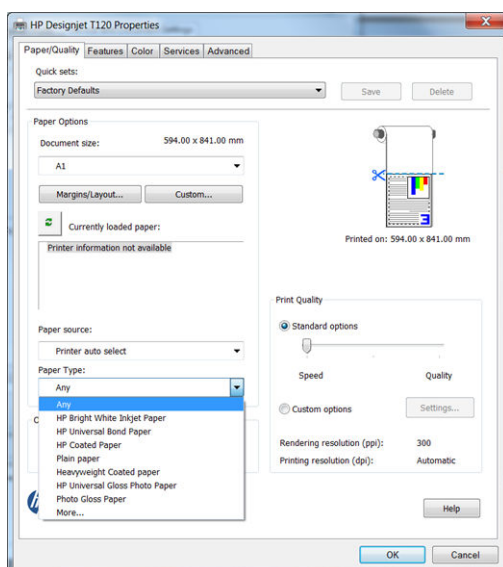 HP Designjet T120 Properties
Paper/Quality Features Color Services Advanced
Quick sets:
Factory Defaults
Save Delete
Paper Options
Document size: 594.00 x 841.00 mm
A1
Margins/Layout... Custom...
Currently loaded paper:
Printer information not available
Printed on: 594.00 x 841.00 mm
Paper source:
Printer auto select
Paper Type:
Any
Any
HP Bright White Inkjet Paper
HP Universal Bond Paper
HP Coated Paper
Plain paper
Heavyweight Coated paper
HP Universal Gloss Photo Paper
Photo Gloss Paper
More...
Print Quality
Standard options
Speed Quality
Custom options Settings...
Rendering resolution (ppi): 300
Printing resolution (dpi): Automatic
Help
OK Cancel